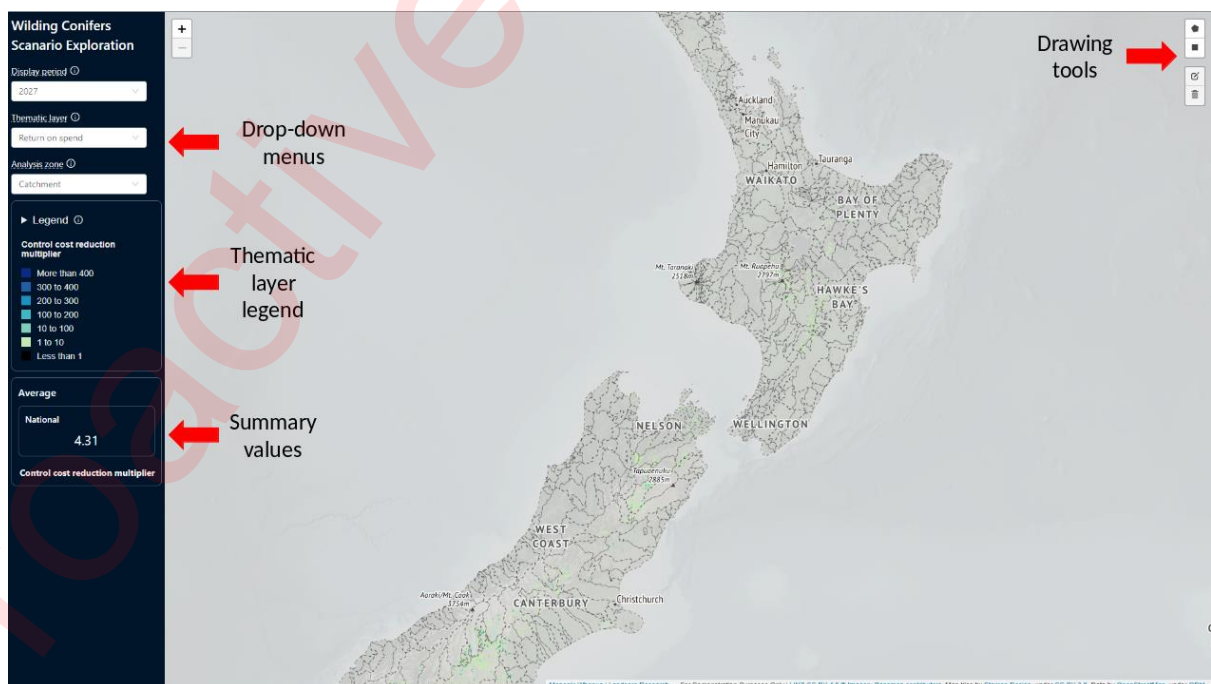 Wilding Conifers
Scanario Exploration
Display period
2027
Thematic layer
Return on spend
Analysis zone
Catchment
Legend
Control cost reduction
multiplier
More than 400
300 to 400
200 to 300
100 to 200
10 to 100
1 to 10
Less than 1
Average
National
4.31
Control cost reduction multiplier
+
−
Drop-down
menus
Thematic
layer
legend
Summary
values
Drawing
tools
Auckland
Manukau
City
Hamilton
Tauranga
WAIKATO
BAY OF
PLENTY
Mt. Taranaki
2518m
Mt. Ruapehu
2797m
HAWKE'S
BAY
NELSON
WELLINGTON
Tapuaenuku
2885m
WEST
COAST
Aoraki/Mt. Cook
3754m
CANTERBURY
Christchurch
roactive